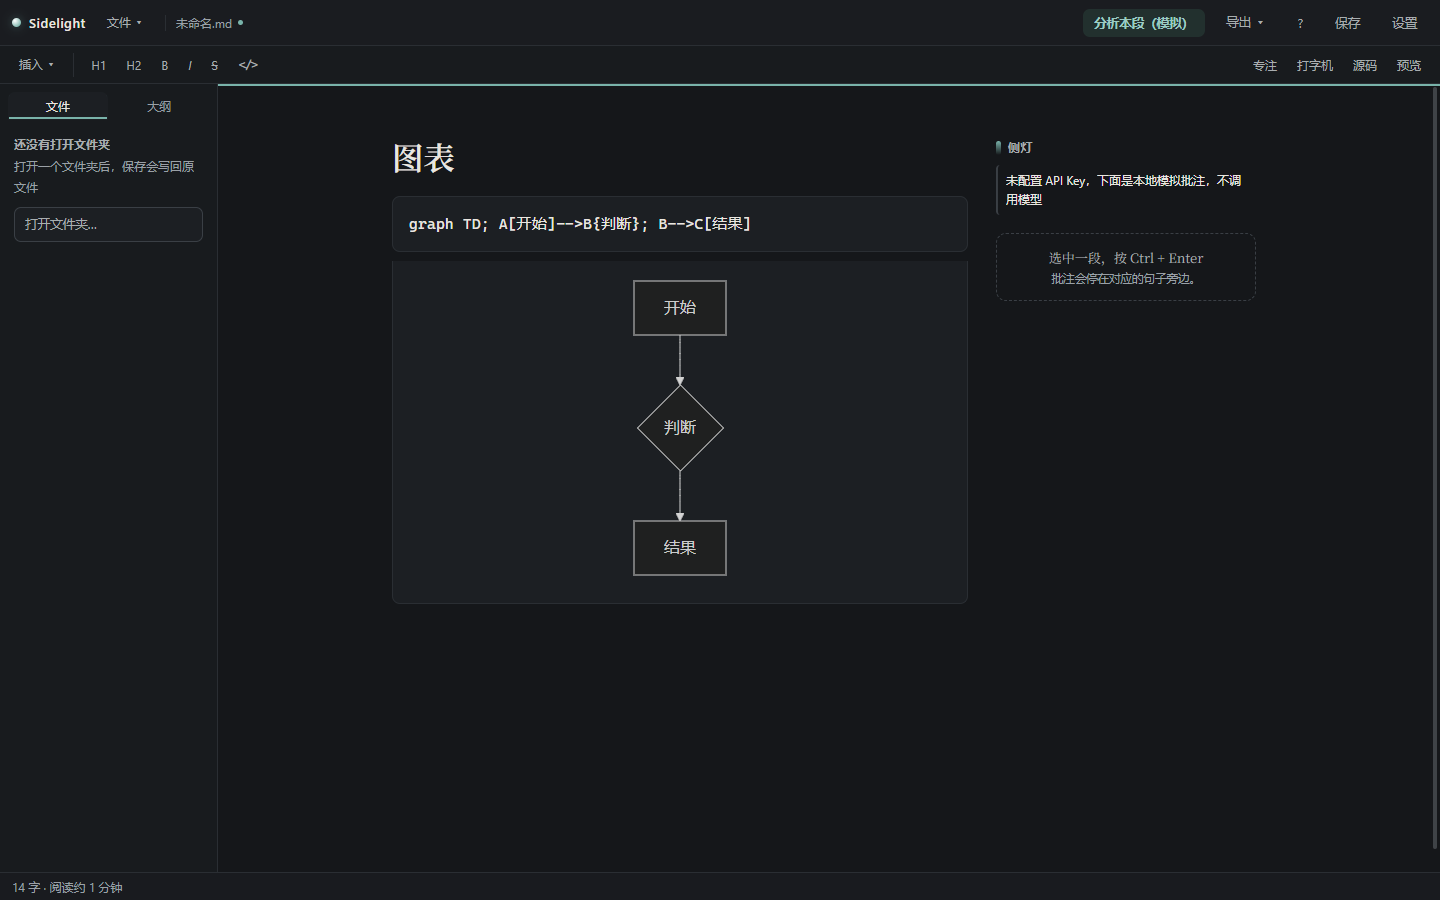 Sidelight 文件 未命名.md 分析本段（模拟） 导出 ? 保存 设置
插入 H1 H2 B I S </> 专注 打字机 源码 预览
文件 大纲
还没有打开文件夹
打开一个文件夹后，保存会写回原
文件
打开文件夹...
图表
graph TD; A[开始]-->B{判断}; B-->C[结果]
开始
判断
结果
侧灯
未配置 API Key，下面是本地模拟批注，不调
用模型
选中一段，按 Ctrl + Enter
批注会停在对应的句子旁边。
14 字 · 阅读约 1 分钟